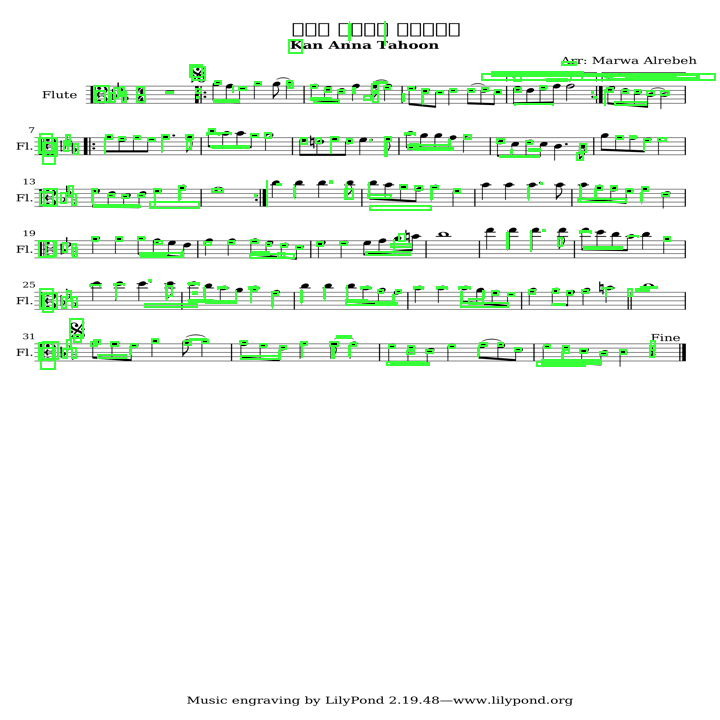 Kan Anna Tahoon
Arr: Marwa Alrebeh
Flute
7
Fl.
13
Fl.
19
Fl.
25
Fl.
31
Fine
Fl.
Music engraving by LilyPond 2.19.48—www.lilypond.org